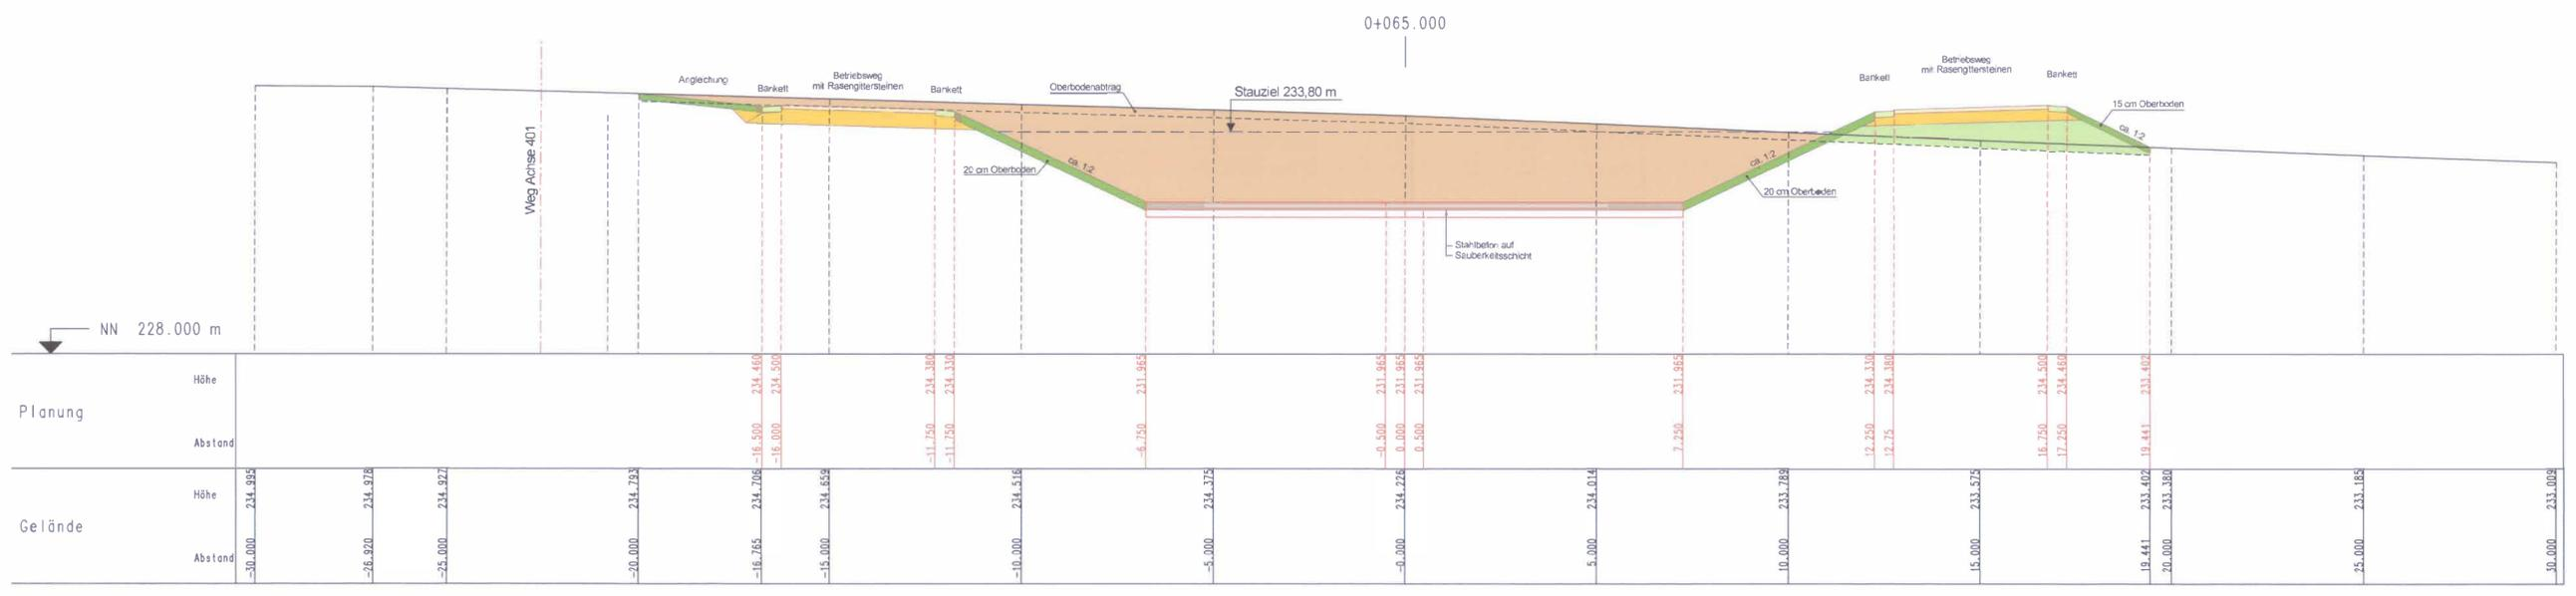 0+065.000
Angleichung
Bankett
Betriebsweg
mit Rasengittersteinen
Bankett
Oberbodenabtrag
Stauziel 233,80 m
Bankett
Betriebsweg
mit Rasengittersteinen
Bankett
15 cm Oberboden
ca. 1:2
Weg Achse 401
20 cm Oberboden
ca. 1:2
ca. 1:2
20 cm Oberboden
Stahlbeton auf
Sauberkeitsschicht
NN 228.000 m
Planung
Höhe
234.460 234.500 234.380 234.330 231.965 231.965 231.965 231.965 231.965 234.330 234.380 234.500 234.460 233.402
Abstand
-16.500 -16.000 -11.750 -11.750 -6.750 -0.500 0.000 0.500 7.250 12.250 12.75 16.750 17.250 19.441
Gelände
Höhe
234.995 234.978 234.927 234.793 234.706 234.659 234.516 234.375 234.226 234.014 233.789 233.575 233.402 233.380 233.185 233.009
Abstand
-30.000 -26.920 -25.000 -20.000 -16.765 -15.000 -10.000 -5.000 -0.000 5.000 10.000 15.000 19.441 20.000 25.000 30.000